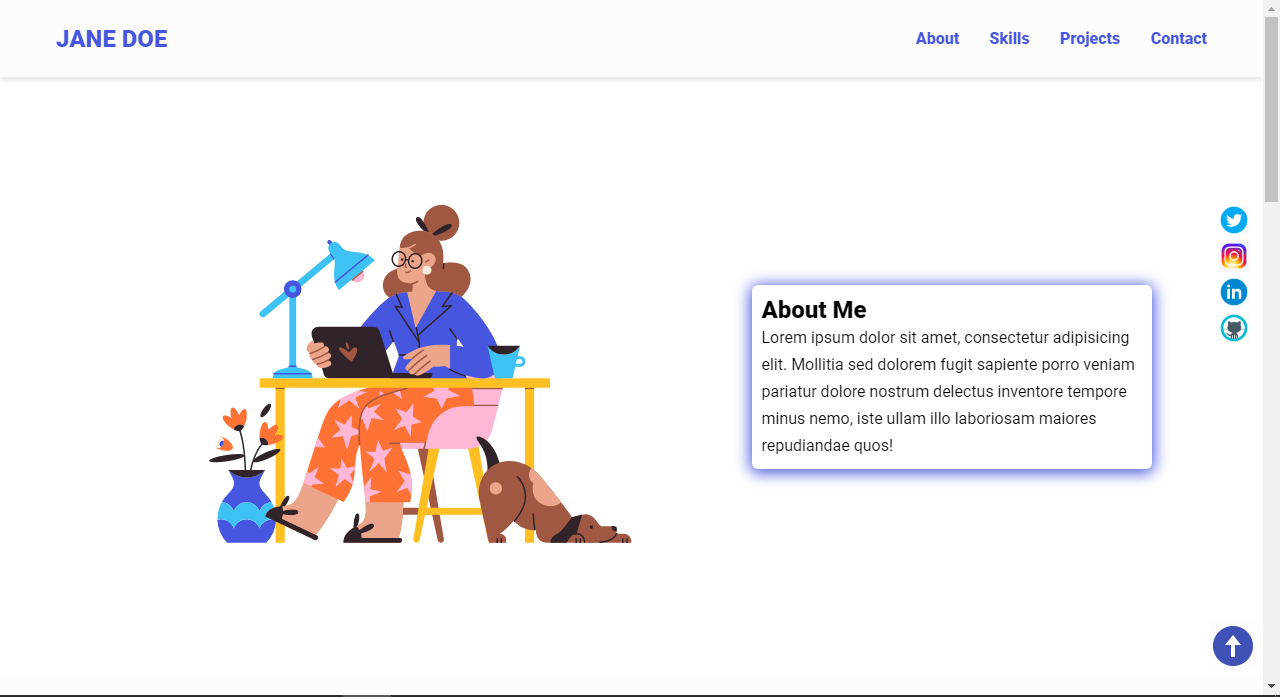 JANE DOE
About Skills Projects Contact
About Me
Lorem ipsum dolor sit amet, consectetur adipisicing
elit. Mollitia sed dolorem fugit sapiente porro veniam
pariatur dolore nostrum delectus inventore tempore
minus nemo, iste ullam illo laboriosam maiores
repudiandae quos!
in